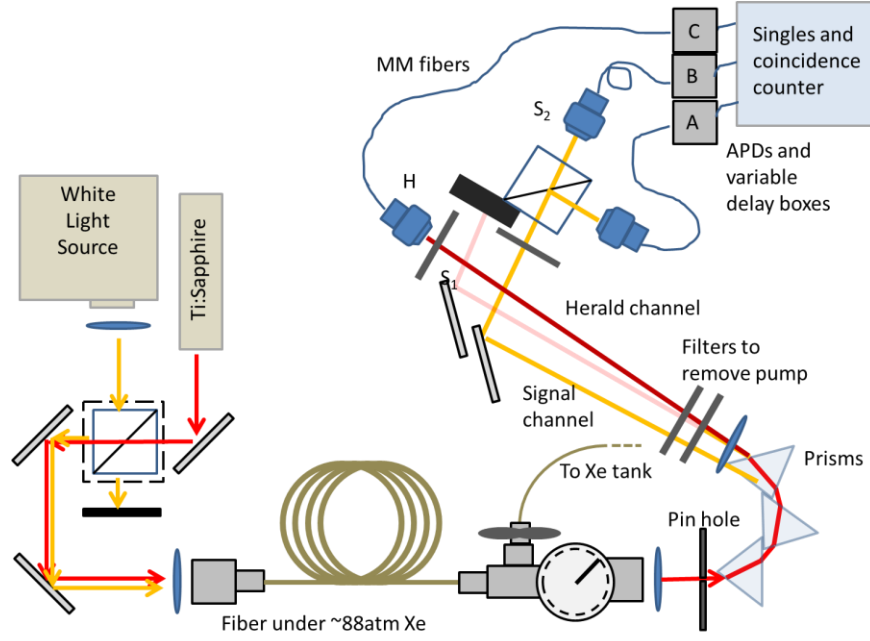 C
B
A
Singles and
coincidence
counter
MM fibers
S2
H
APDs and
variable
delay boxes
White
Light
Source
Ti:Sapphire
S1
Herald channel
Filters to
remove pump
Signal
channel
To Xe tank
Prisms
Pin hole
Fiber under ~88atm Xe